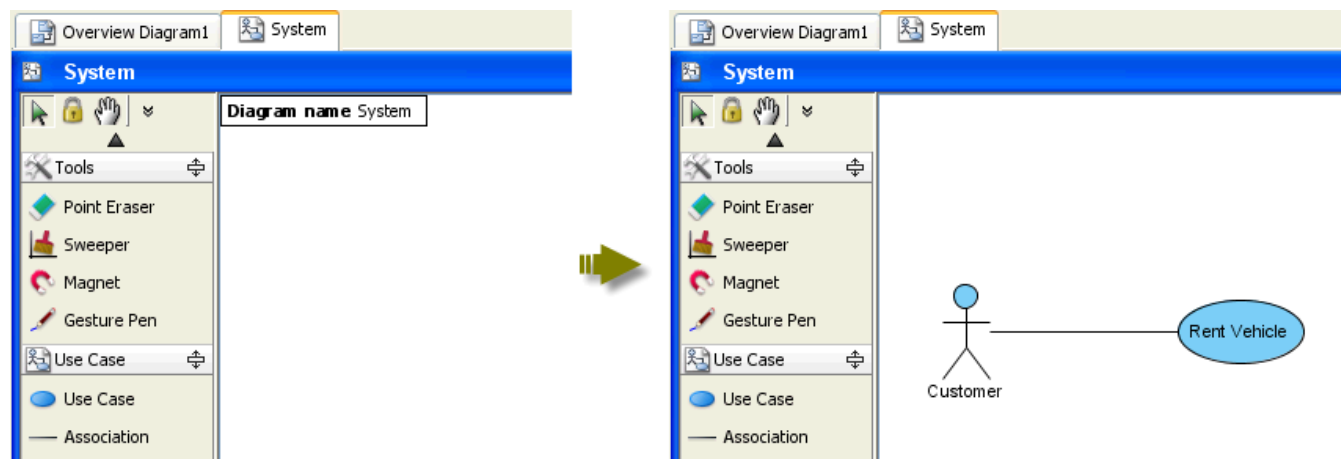 Overview Diagram1 System
System
Diagram name System
Tools
Point Eraser
Sweeper
Magnet
Gesture Pen
Use Case
Use Case
Association
Overview Diagram1 System
System
Tools
Point Eraser
Sweeper
Magnet
Gesture Pen
Use Case
Use Case
Association
Rent Vehicle
Customer